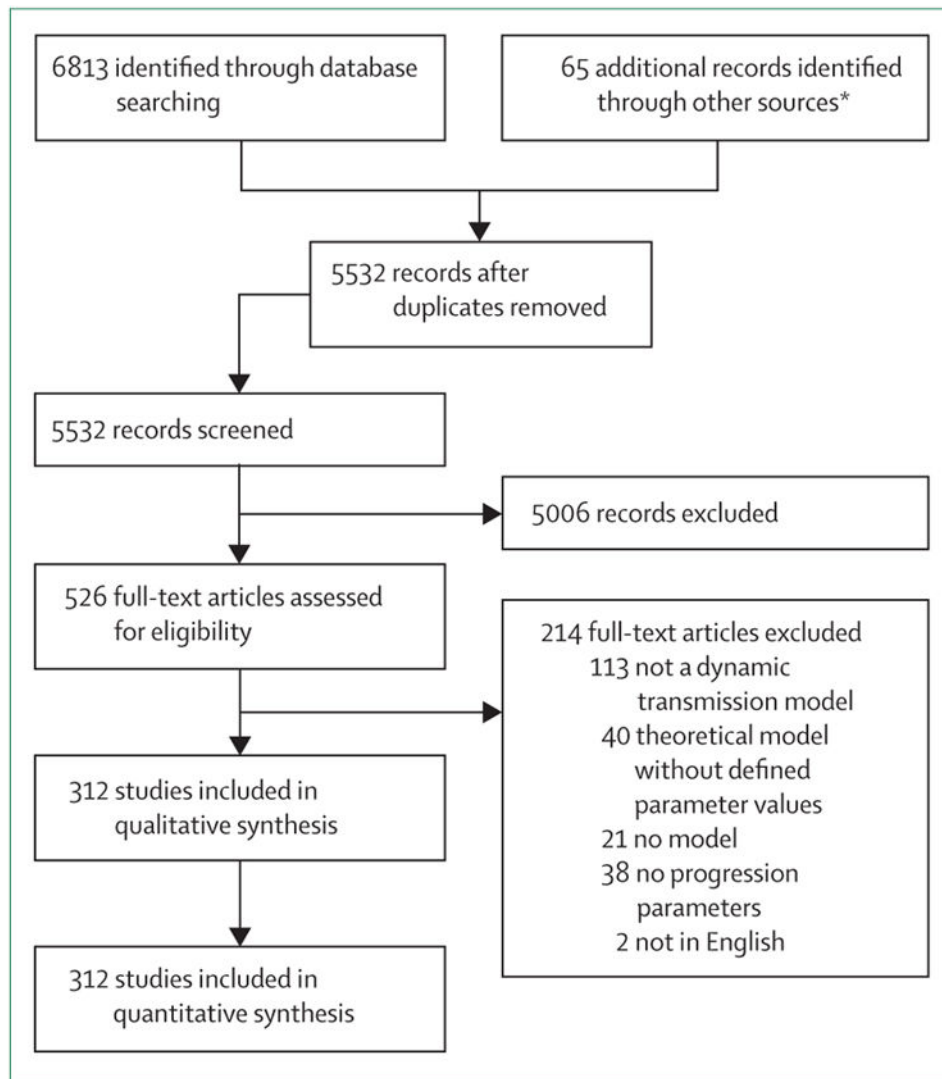 6813 identified through database
searching
65 additional records identified
through other sources*
5532 records after
duplicates removed
5532 records screened
5006 records excluded
526 full-text articles assessed
for eligibility
214 full-text articles excluded
113 not a dynamic
transmission model
40 theoretical model
without defined
parameter values
21 no model
38 no progression
parameters
2 not in English
312 studies included in
qualitative synthesis
312 studies included in
quantitative synthesis